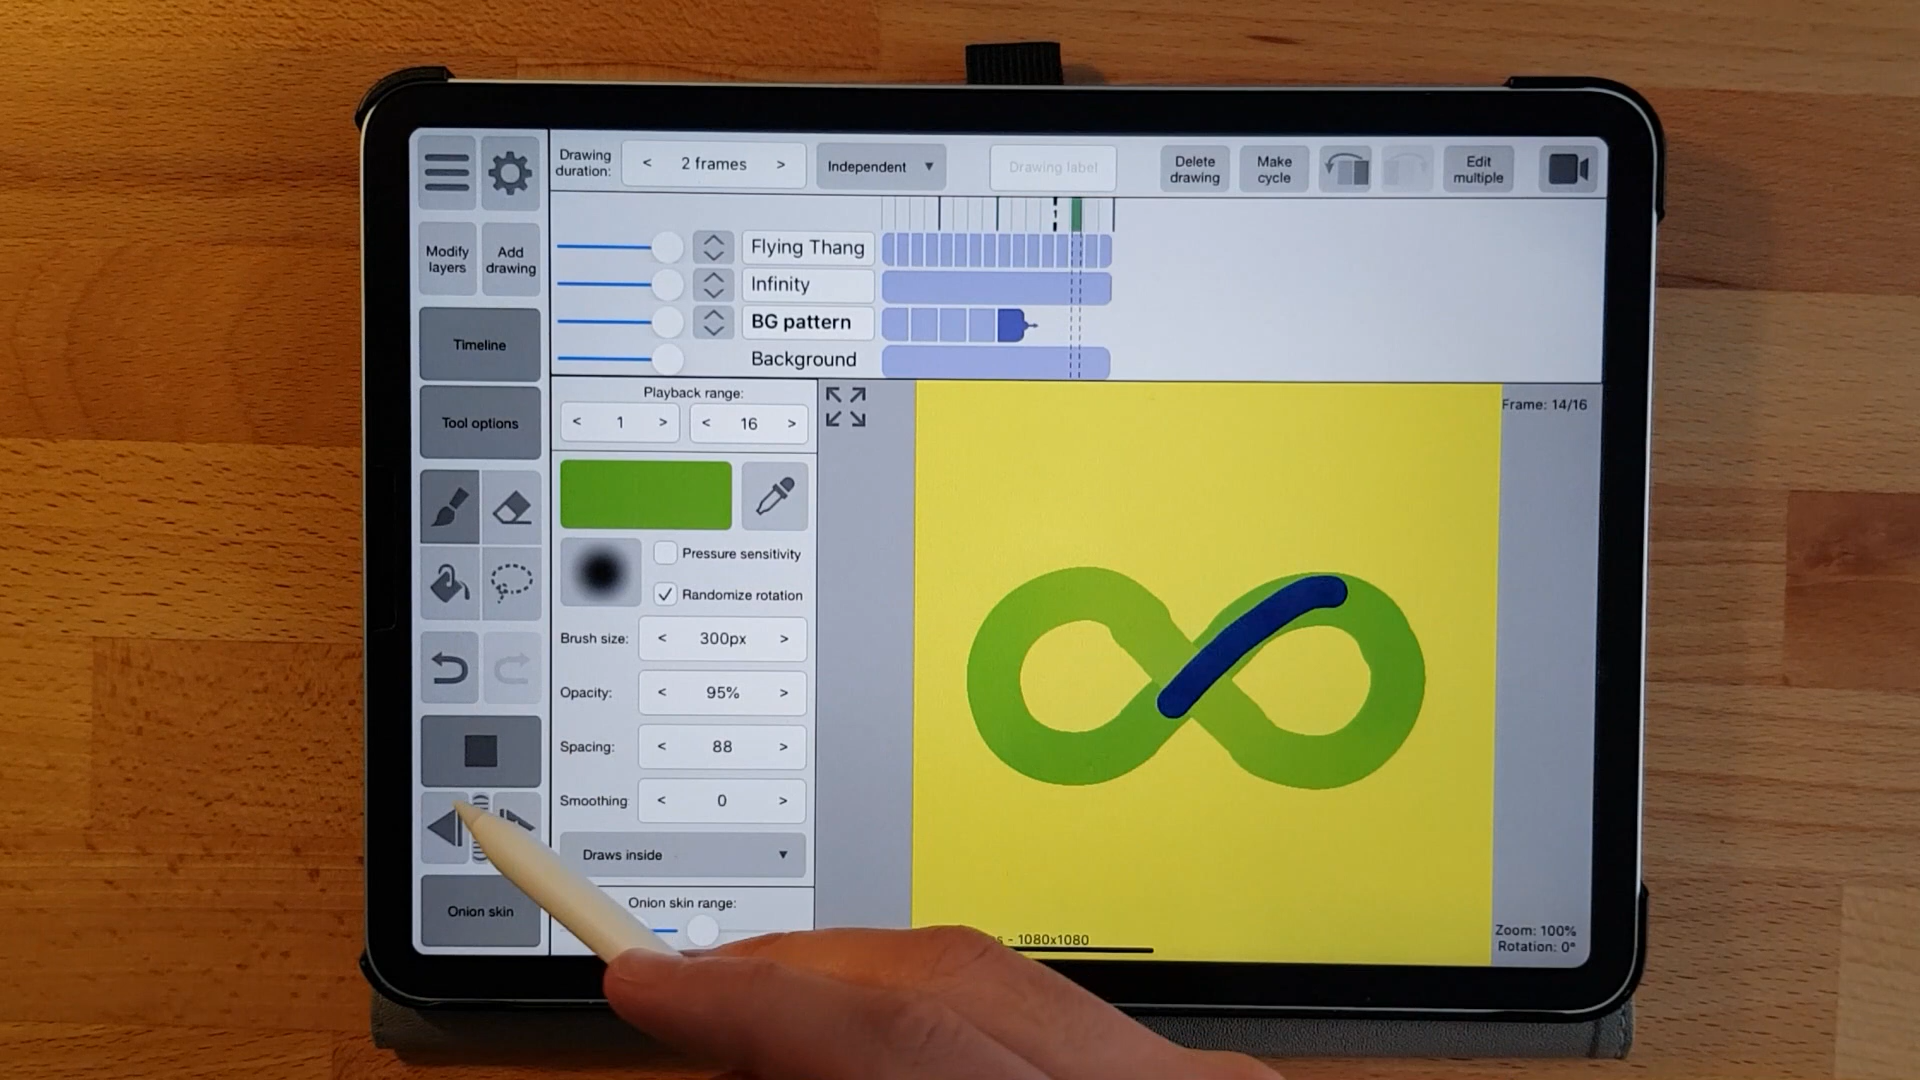 Drawing
duration:
< 2 frames >
Independent
Drawing label
Delete
drawing
Make
cycle
Edit
multiple
Modify
layers
Add
drawing
1
Flying Thang
Infinity
BG pattern
Background
Timeline
Tool options
Playback range:
< 1 >
< 16 >
Frame: 14/16
Pressure sensitivity
Randomize rotation
Brush size: < 300px >
Opacity: < 95% >
Spacing: < 88 >
Smoothing < 0 >
Draws inside
Onion skin
Onion skin range:
s - 1080x1080
Zoom: 100%
Rotation: 0°